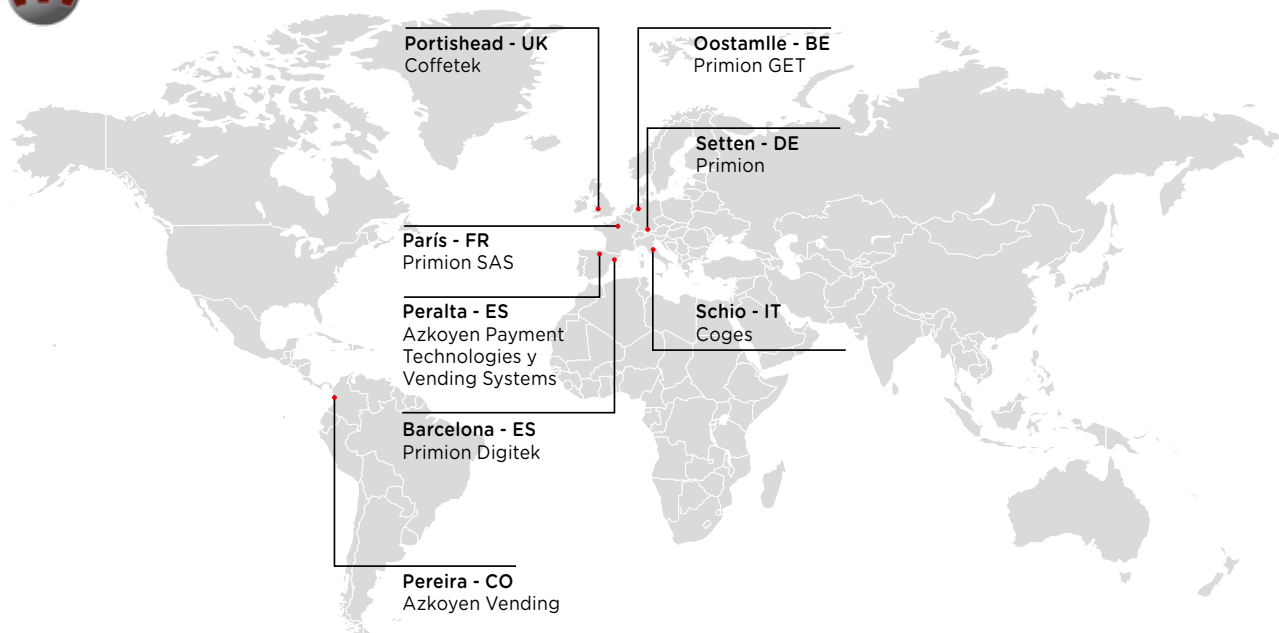 Portishead - UK
Coffetek
Oostamlle - BE
Primion GET
Setten - DE
Primion
París - FR
Primion SAS
Peralta - ES
Azkoyen Payment
Technologies y
Vending Systems
Schio - IT
Coges
Barcelona - ES
Primion Digitek
Pereira - CO
Azkoyen Vending